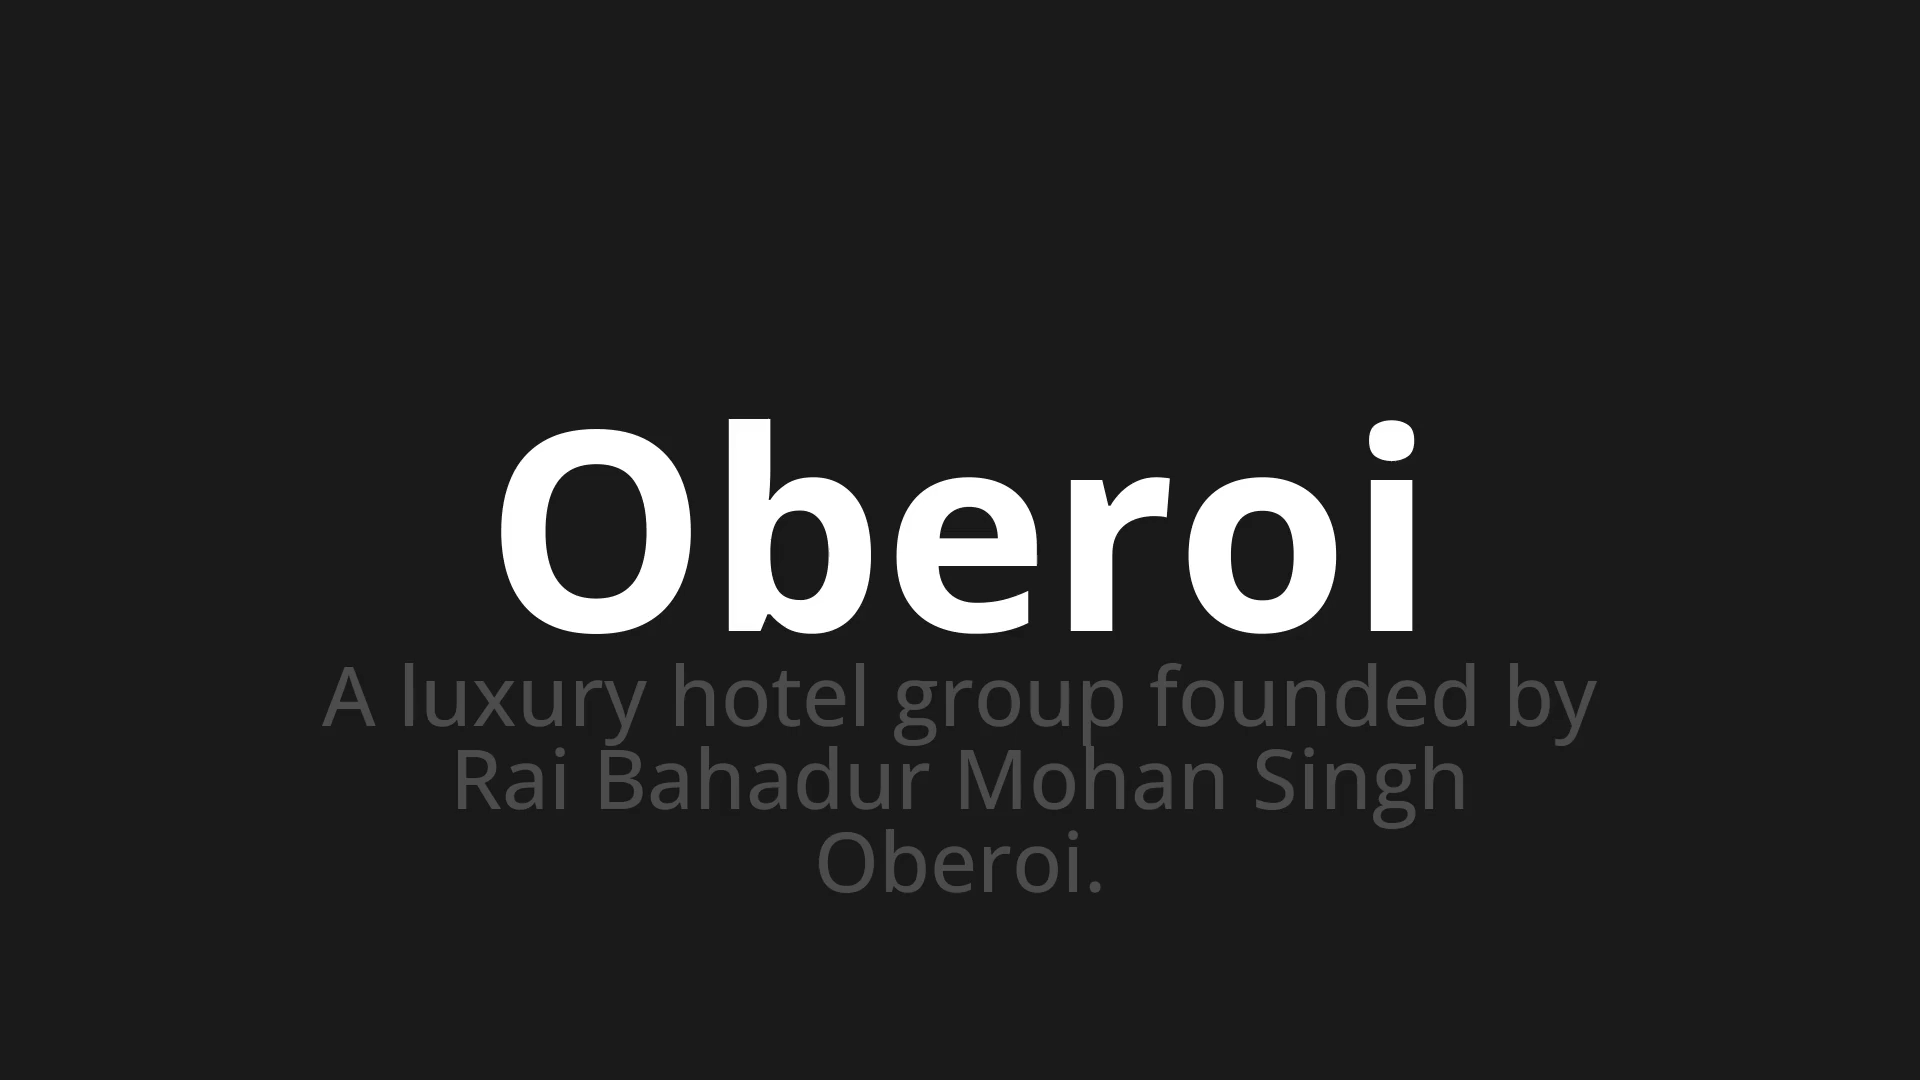 Oberoi
A luxury hotel group founded by
Rai Bahadur Mohan Singh
Oberoi.